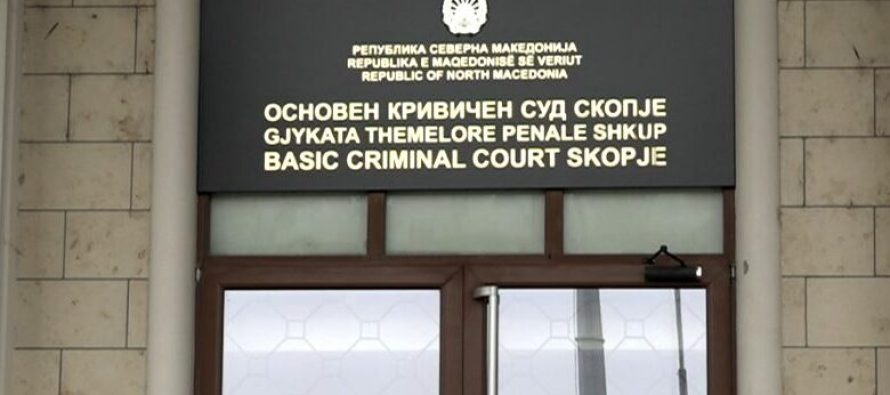 РЕПУБЛИКА СЕВЕРНА МАКЕДОНИЈА
REPUBLIKA E MAQEDONISË SË VERIUT
REPUBLIC OF NORTH MACEDONIA
ОСНОВЕН КРИВИЧЕН СУД СКОПЈЕ
GJYKATA THEMELORE PENALE SHKUP
BASIC CRIMINAL COURT SKOPJE